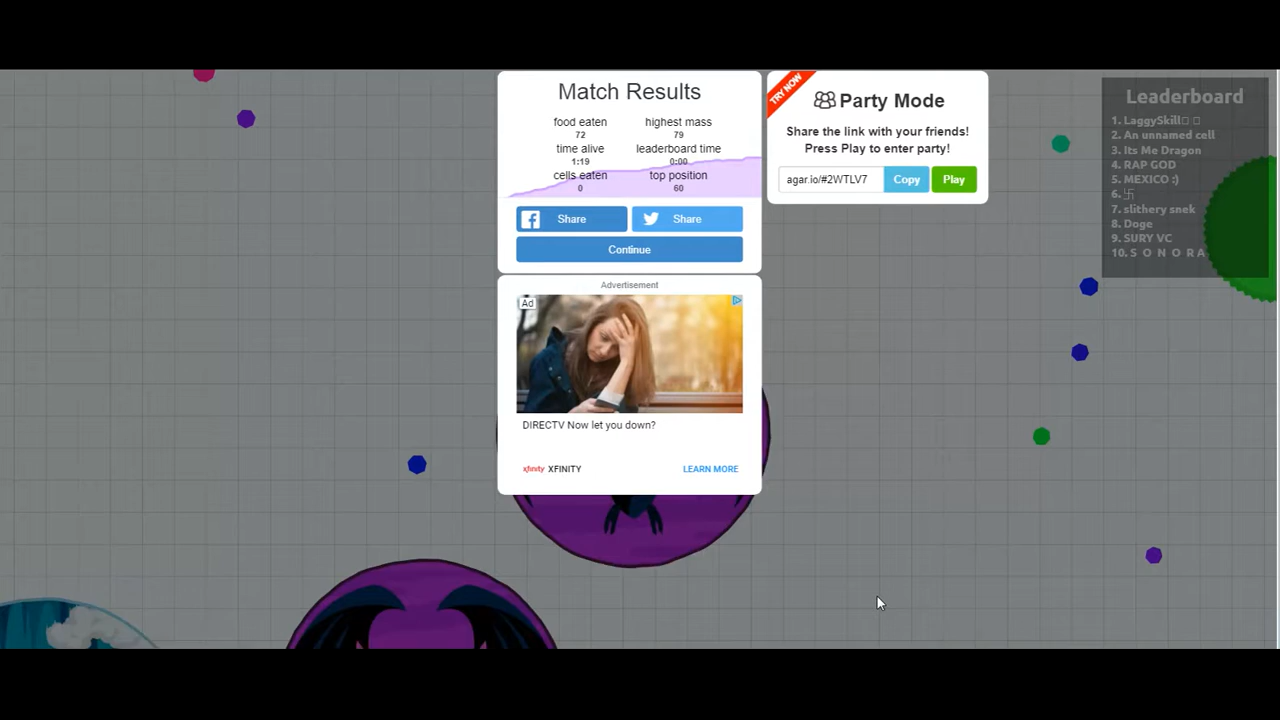 Match Results
food eaten
72
highest mass
79
time alive
1:19
leaderboard time
0:00
cells eaten
0
top position
60
Share
Share
Continue
Advertisement
Ad
DIRECTV Now let you down?
xfinity XFINITY
LEARN MORE
TRY NOW
Party Mode
Share the link with your friends!
Press Play to enter party!
agar.io/#2WTLV7
Copy
Play
Leaderboard
1. LaggySkill□ □
2. An unnamed cell
3. Its Me Dragon
4. RAP GOD
5. MEXICO :)
6. 卐
7. slithery snek
8. Doge
9. SURY VC
10. S O N O R A